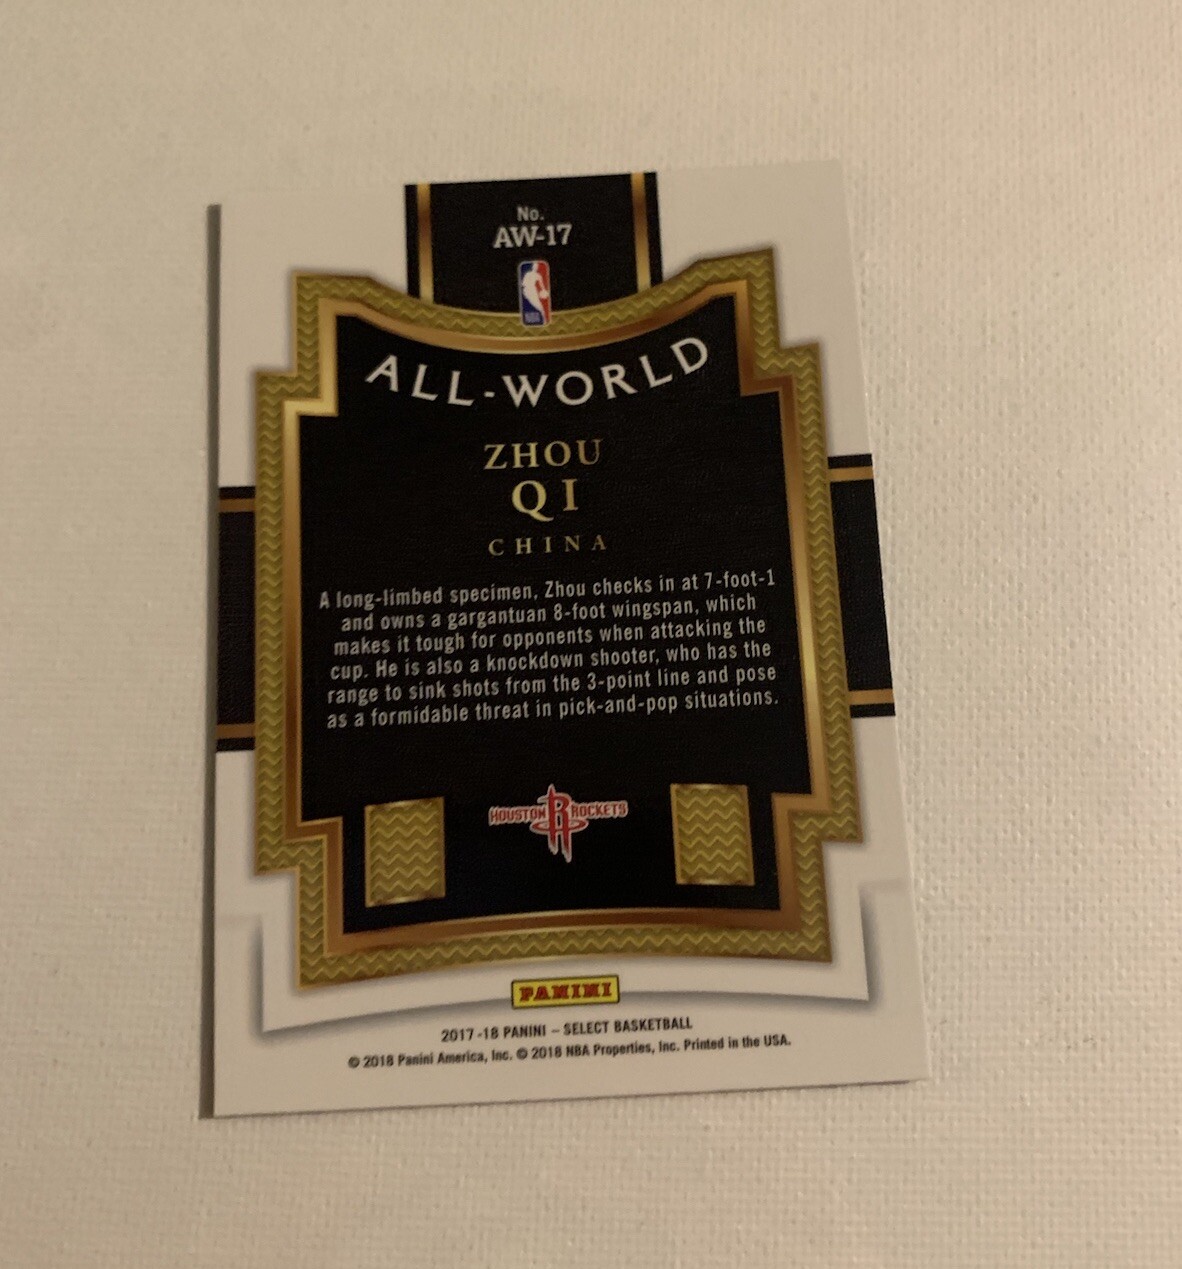 No.
AW-17
NBA
ALL-WORLD
ZHOU
QI
CHINA
A long-limbed specimen, Zhou checks in at 7-foot-1
and owns a gargantuan 8-foot wingspan, which
makes it tough for opponents when attacking the
cup. He is also a knockdown shooter, who has the
range to sink shots from the 3-point line and pose
as a formidable threat in pick-and-pop situations.
HOUSTON R ROCKETS
PANINI
2017-18 PANINI – SELECT BASKETBALL
© 2018 Panini America, Inc. © 2018 NBA Properties, Inc. Printed in the USA.